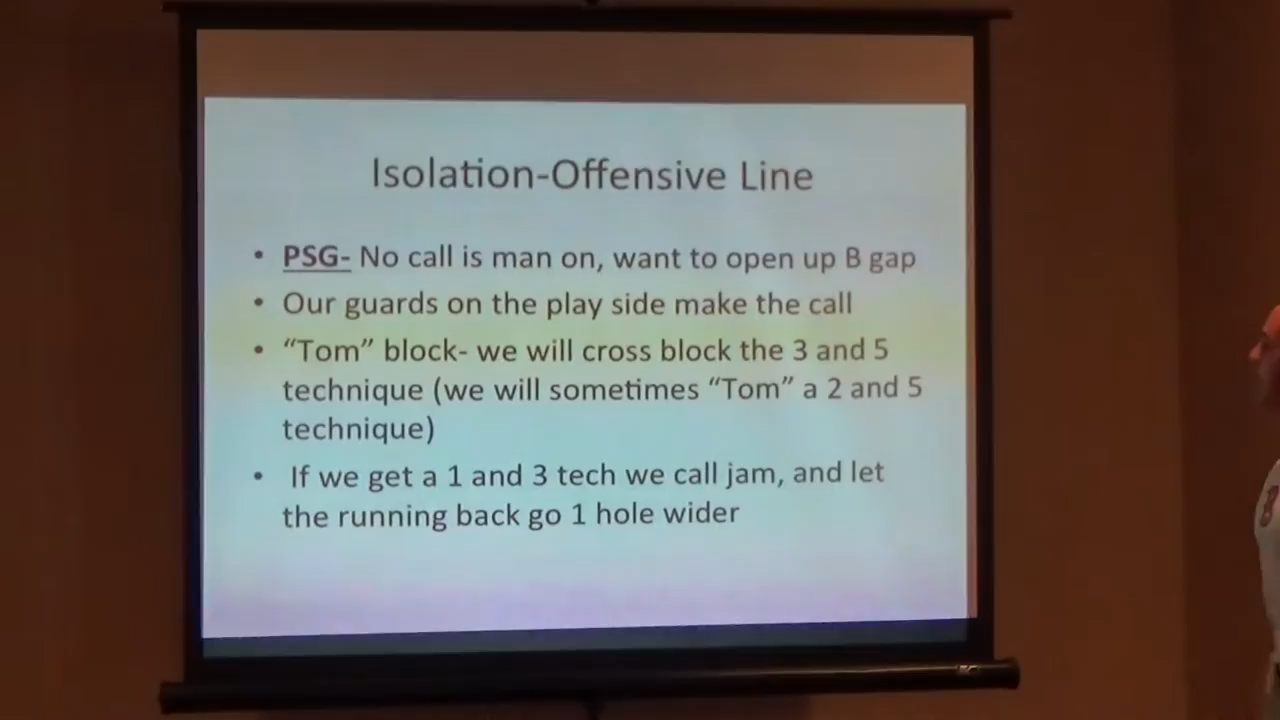 Isolation-Offensive Line
• PSG- No call is man on, want to open up B gap
• Our guards on the play side make the call
• “Tom” block- we will cross block the 3 and 5
technique (we will sometimes “Tom” a 2 and 5
technique)
• If we get a 1 and 3 tech we call jam, and let
the running back go 1 hole wider